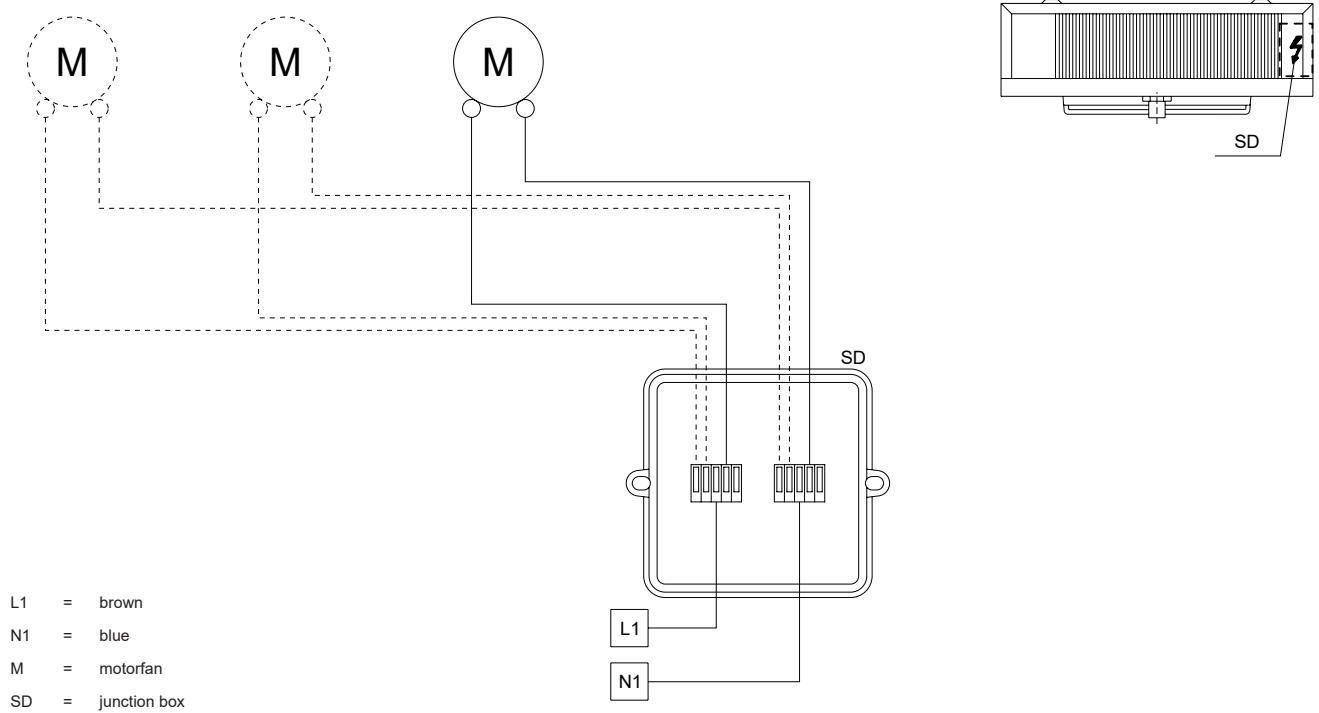 M M M
SD
SD
L1
N1
L1 = brown
N1 = blue
M = motorfan
SD = junction box